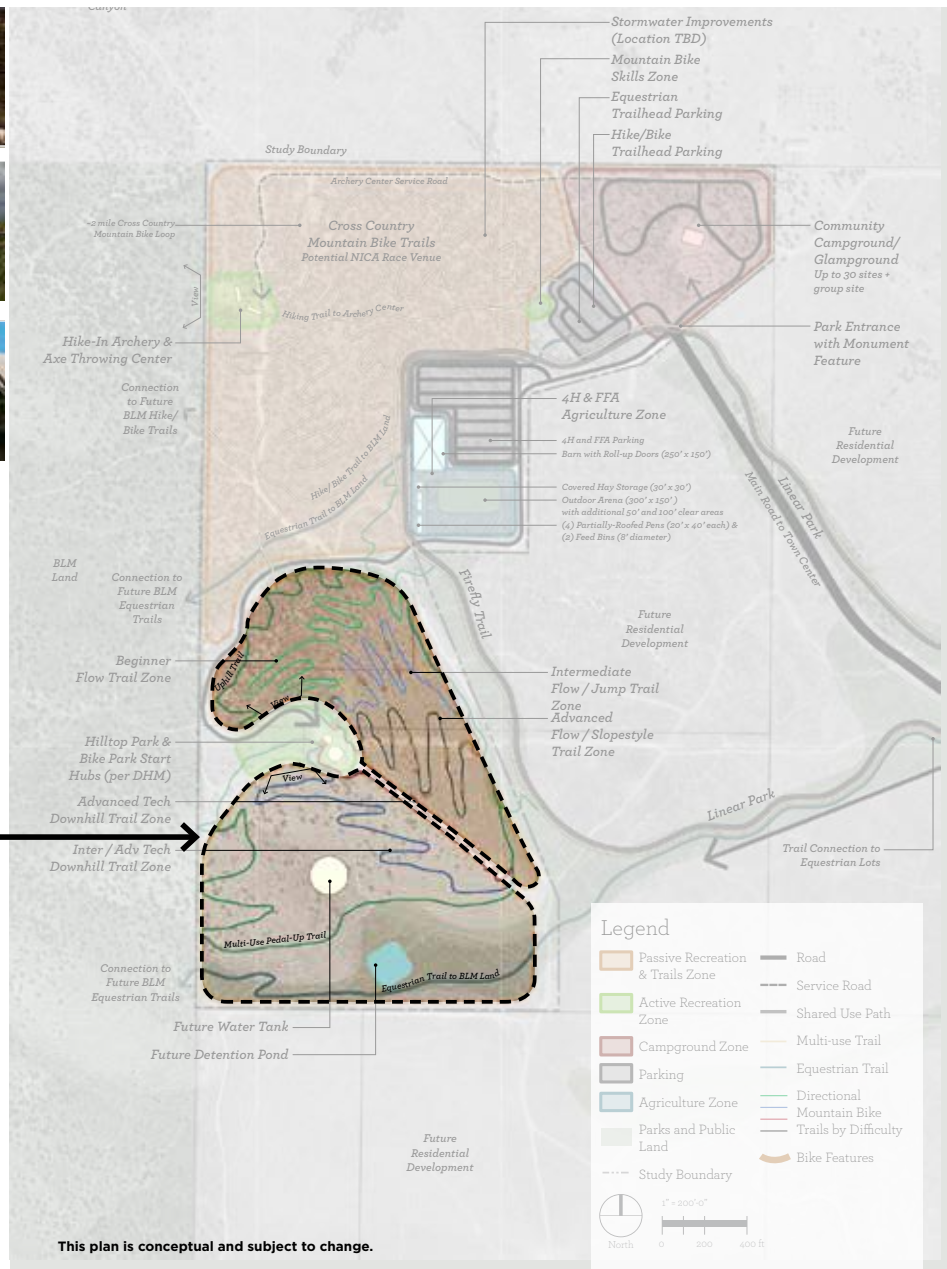 Canyon
Stormwater Improvements
(Location TBD)
Mountain Bike
Skills Zone
Equestrian
Trailhead Parking
Hike/Bike
Trailhead Parking
Study Boundary
Archery Center Service Road
~2 mile Cross Country
Mountain Bike Loop
Cross Country
Mountain Bike Trails
Potential NICA Race Venue
Community
Campground/
Glampground
Up to 30 sites +
group site
View
Hiking Trail to Archery Center
Hike-In Archery &
Axe Throwing Center
Park Entrance
with Monument
Feature
Connection
to Future
BLM Hike/
Bike Trails
4H & FFA
Agriculture Zone
4H and FFA Parking
Barn with Roll-up Doors (250' x 150')
Future
Residential
Development
Hike/Bike Trail to BLM Land
Equestrian Trail to BLM Land
Covered Hay Storage (30' x 30')
Outdoor Arena (300' x 150')
with additional 50' and 100' clear areas
(4) Partially-Roofed Pens (20' x 40' each) &
(2) Feed Bins (8' diameter)
Linear Park
Main Road to Town Center
BLM
Land
Connection to
Future BLM
Equestrian
Trails
Firefly Trail
Future
Residential
Development
Beginner
Flow Trail Zone
Uphill Trail
View
Intermediate
Flow / Jump Trail
Zone
Advanced
Flow / Slopestyle
Trail Zone
Hilltop Park &
Bike Park Start
Hubs (per DHM)
View
Advanced Tech
Downhill Trail Zone
Inter / Adv Tech
Downhill Trail Zone
Linear Park
Trail Connection to
Equestrian Lots
Multi-Use Pedal-Up Trail
Equestrian Trail to BLM Land
Connection to
Future BLM
Equestrian Trails
Future Water Tank
Future Detention Pond
Future
Residential
Development
Legend
Passive Recreation
& Trails Zone
Active Recreation
Zone
Campground Zone
Parking
Agriculture Zone
Parks and Public
Land
Study Boundary
Road
Service Road
Shared Use Path
Multi-use Trail
Equestrian Trail
Directional
Mountain Bike
Trails by Difficulty
Bike Features
1" = 200'-0"
North
0 200 400 ft
This plan is conceptual and subject to change.